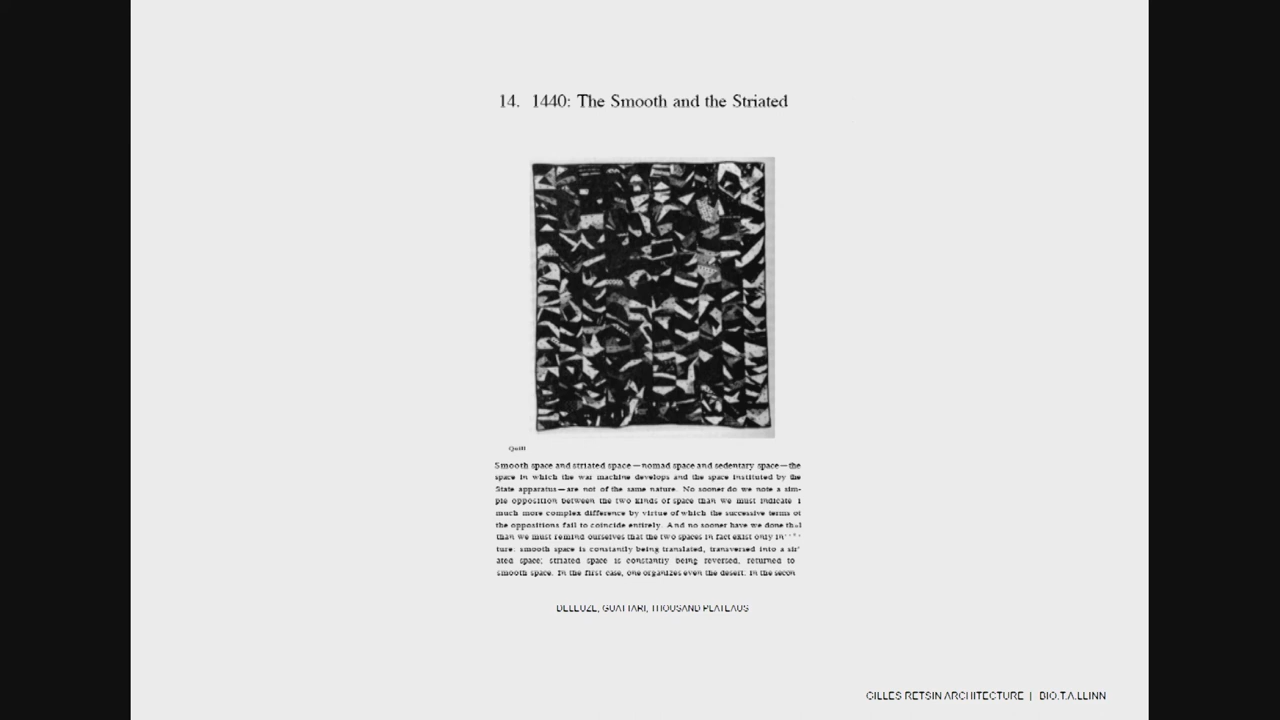 14. 1440: The Smooth and the Striated
Quilt
Smooth space and striated space—nomad space and sedentary space—the
space in which the war machine develops and the space instituted by the
State apparatus—are not of the same nature. No sooner do we note a sim-
ple opposition between the two kinds of space than we must indicate
much more complex difference by virtue of which the successive terms of
the oppositions fail to coincide entirely. And no sooner have we done
than we must remind ourselves that the two spaces in fact exist only in
ture: smooth space is constantly being translated, transversed into a
ated space; striated space is constantly being reversed, returned to
smooth space. In the first case, one organizes even the desert: in the secon
DELEUZE, GUATTARI, THOUSAND PLATEAUS
GILLES RETSIN ARCHITECTURE | BIO.T.A.LLINN